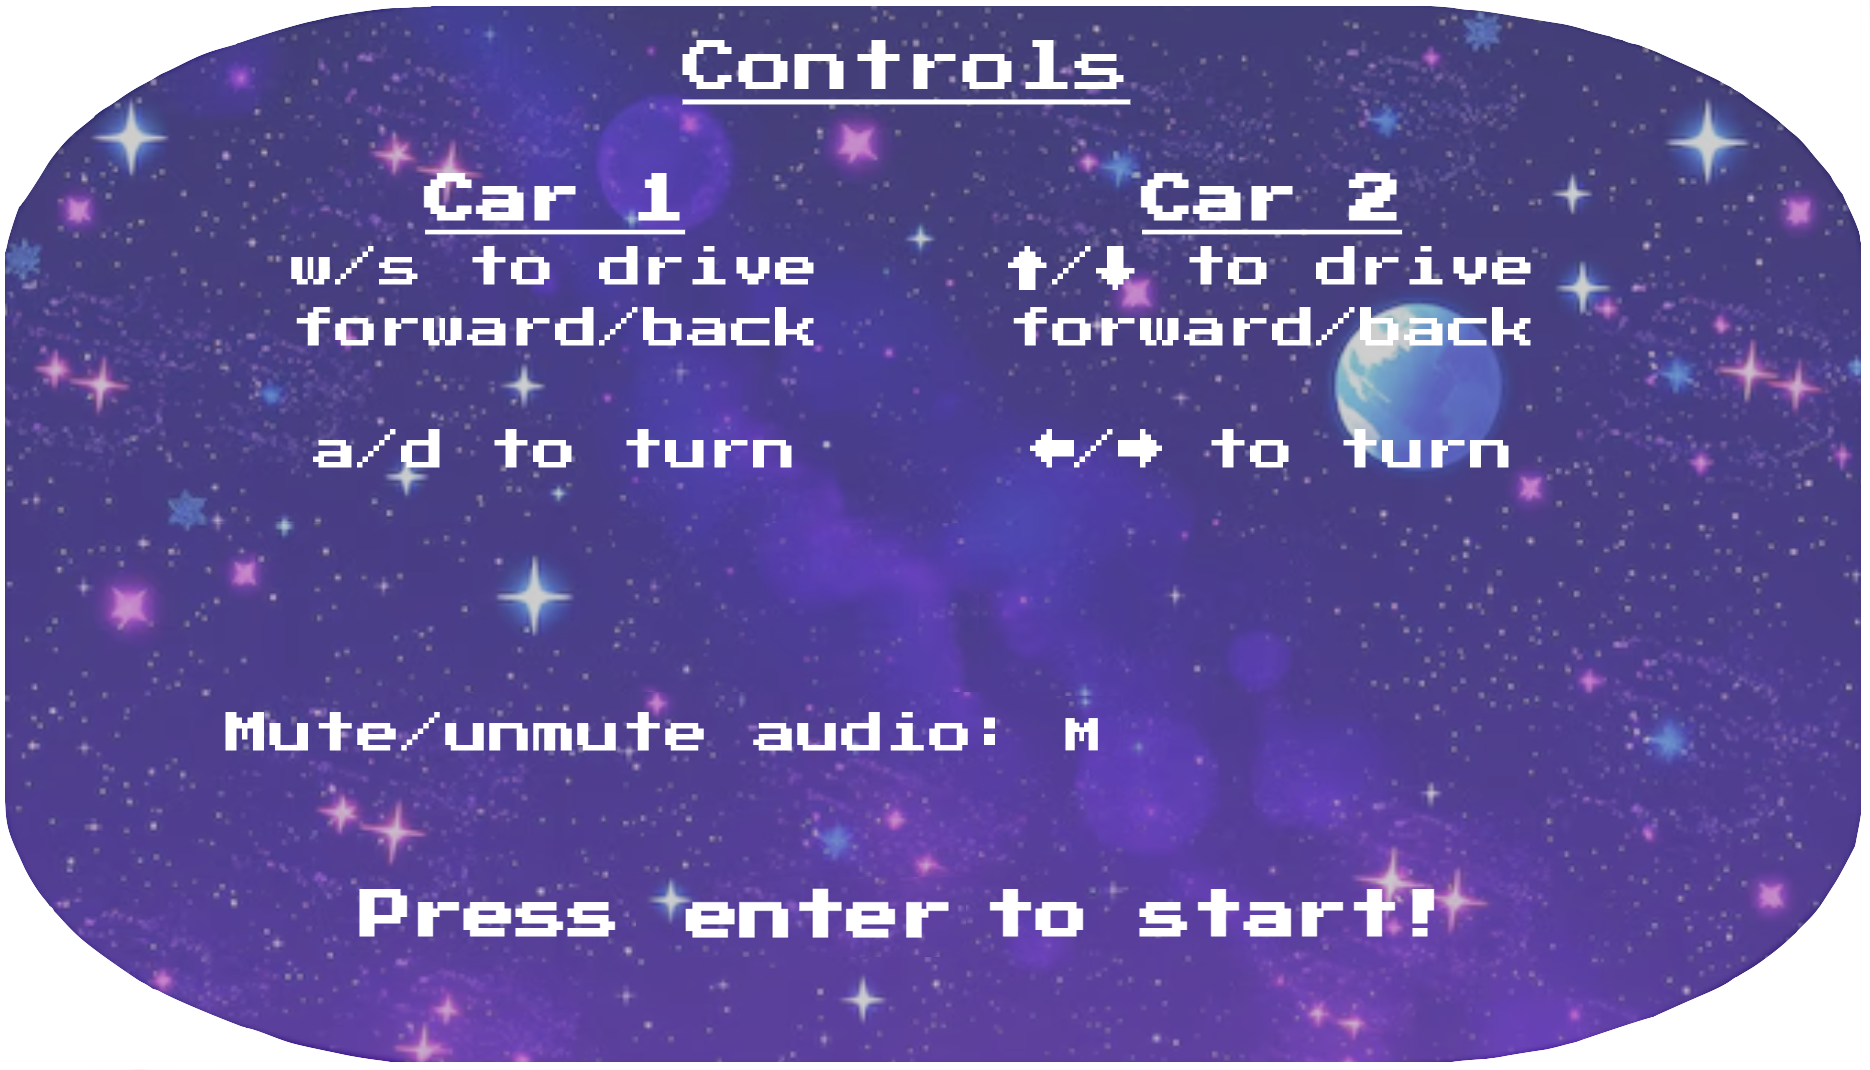 Controls
Car 1
w/s to drive
forward/back
a/d to turn
Car 2
↑/↓ to drive
forward/back
←/→ to turn
Mute/unmute audio: M
Press enter to start!